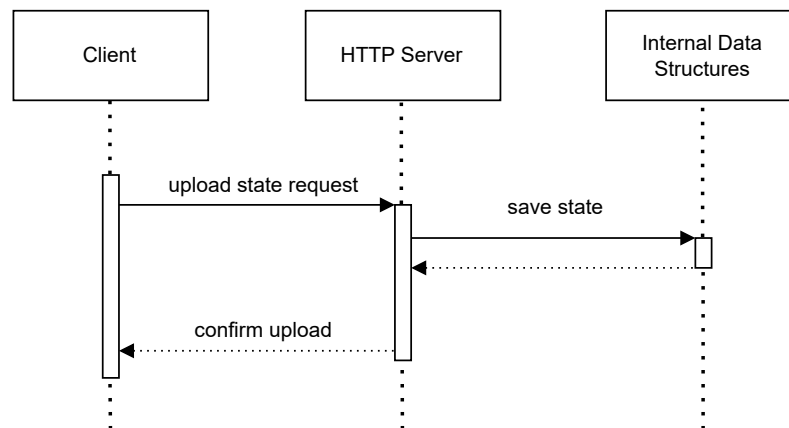 Client
HTTP Server
Internal Data
Structures
upload state request
save state
confirm upload